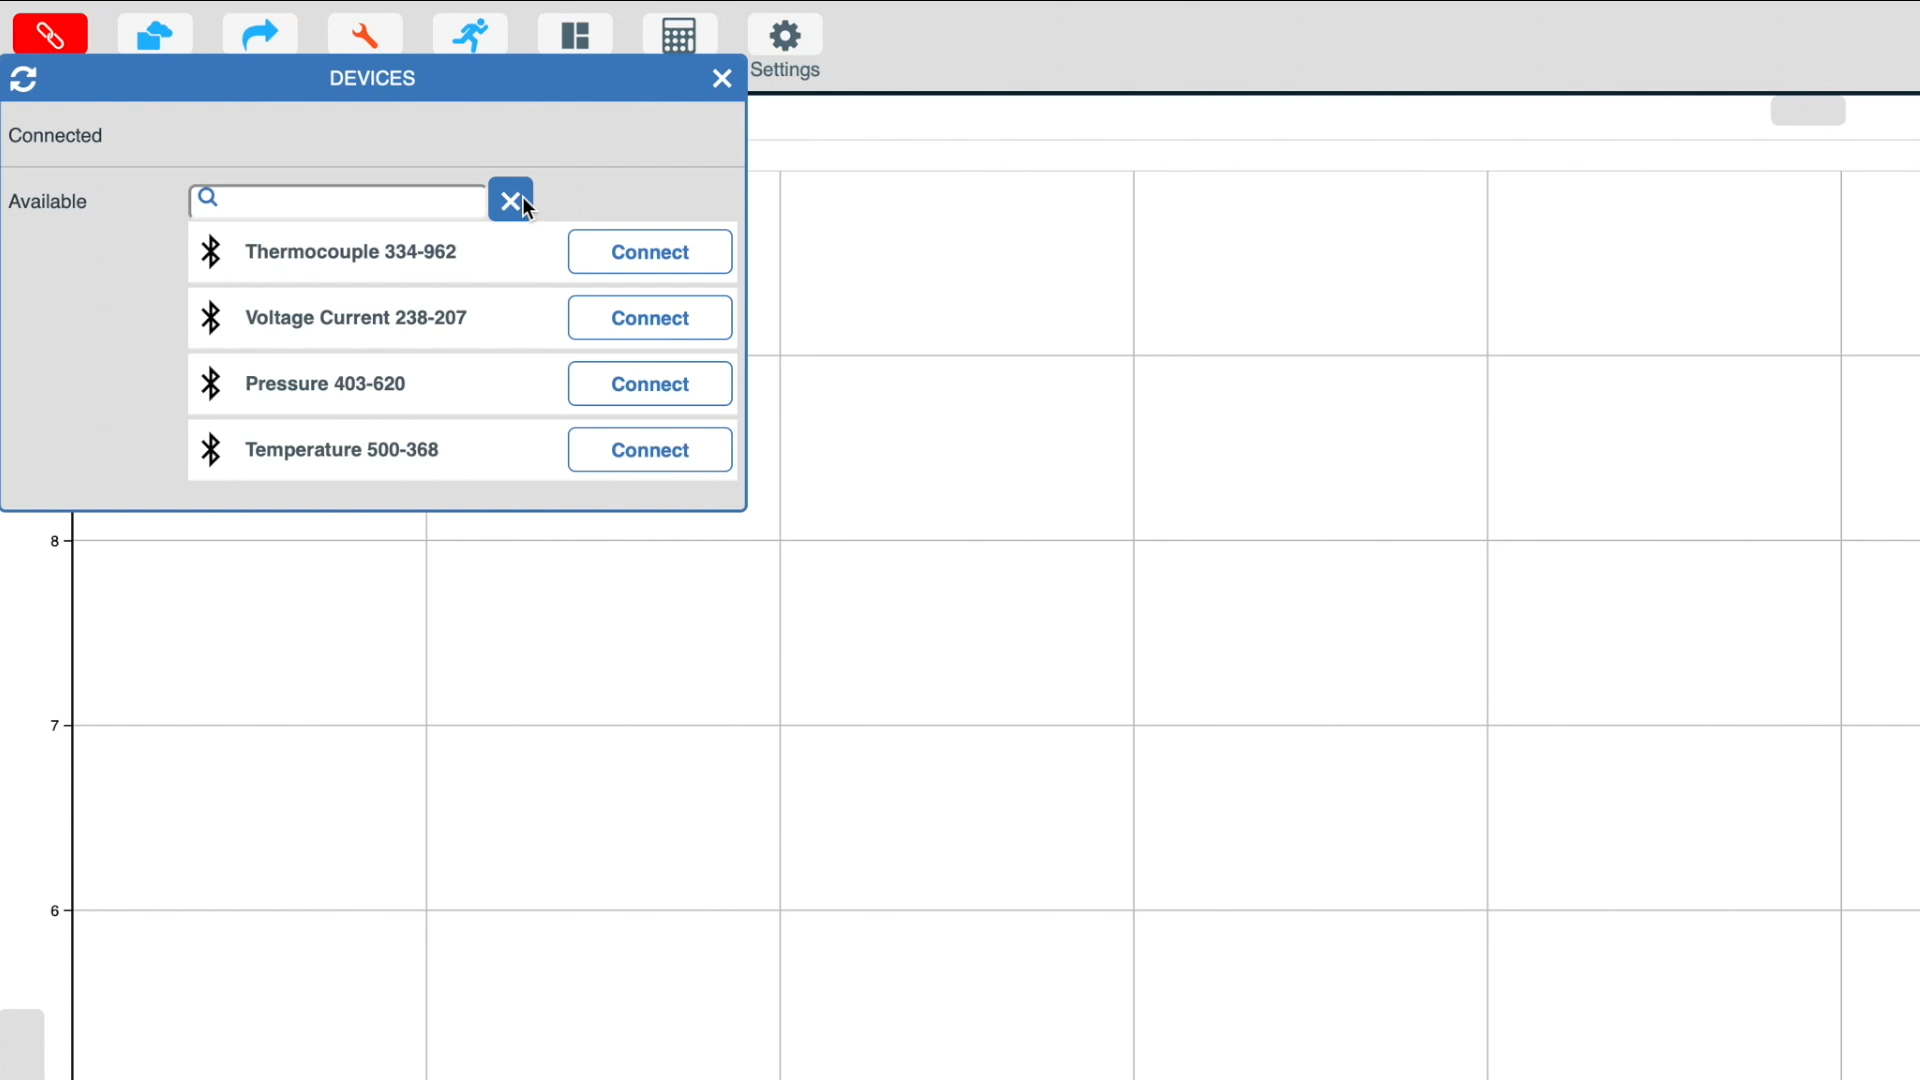 DEVICES
Settings
Connected
Available
Thermocouple 334-962 Connect
Voltage Current 238-207 Connect
Pressure 403-620 Connect
Temperature 500-368 Connect
8
7
6